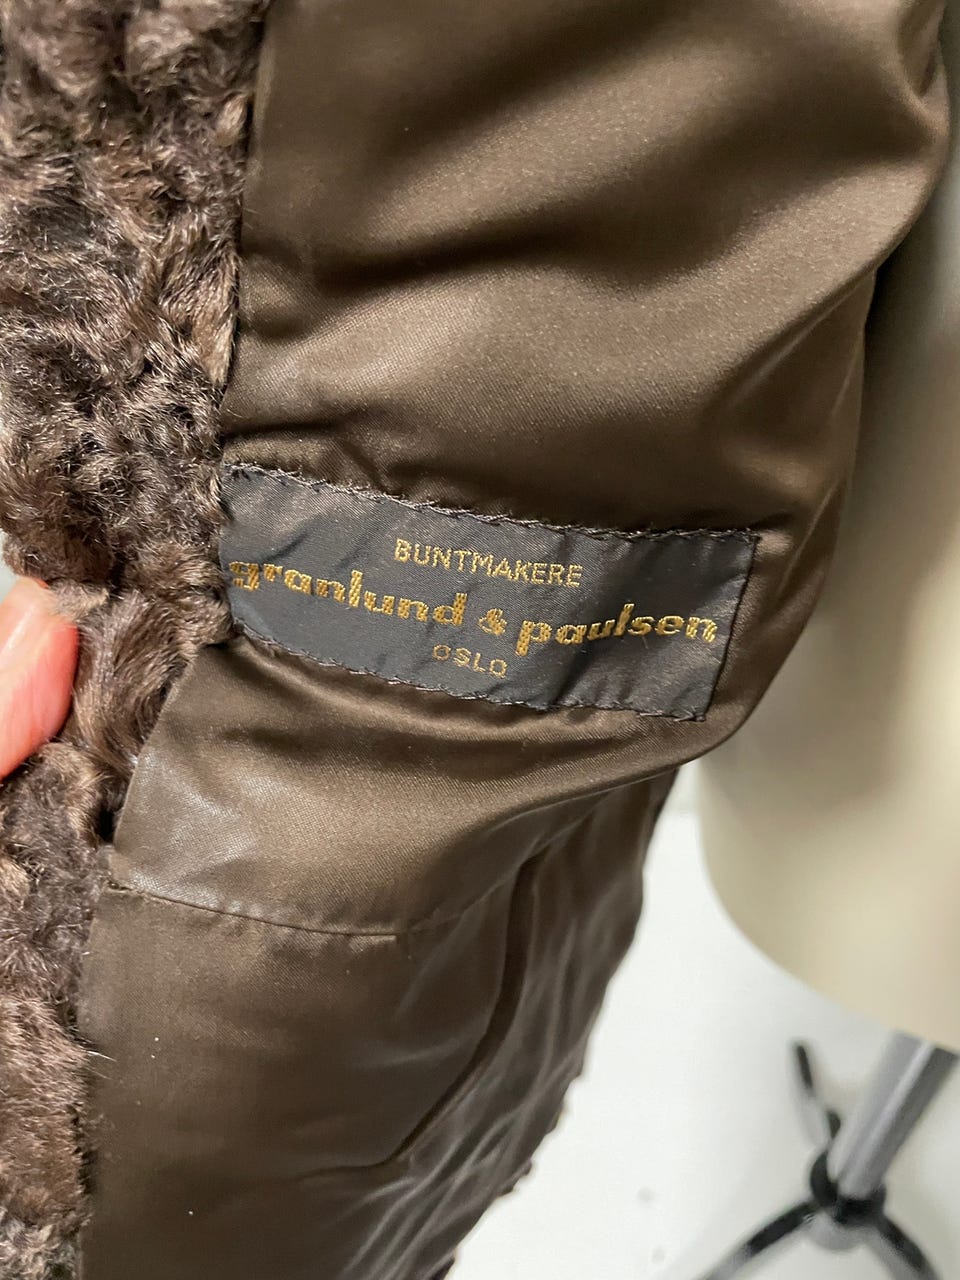 BUNTMAKERE
granlund & paulsen
OSLO